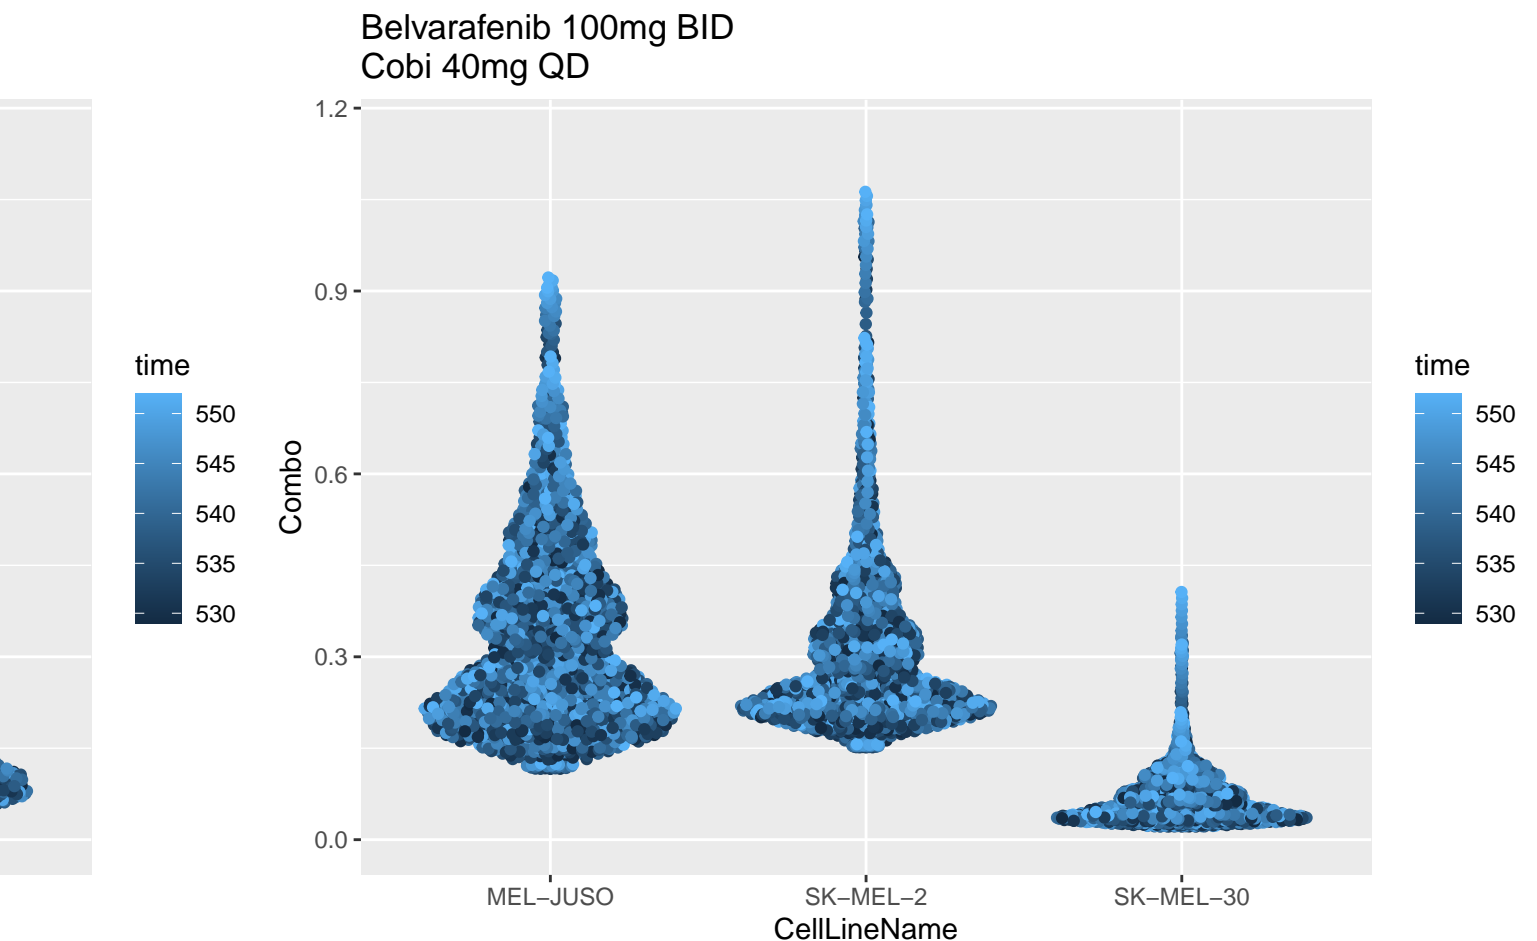 Belvarafenib 100mg BID
Cobi 40mg QD
time
550
545
540
535
530
Combo
1.2
0.9
0.6
0.3
0.0
MEL−JUSO
SK−MEL−2
SK−MEL−30
CellLineName
time
550
545
540
535
530